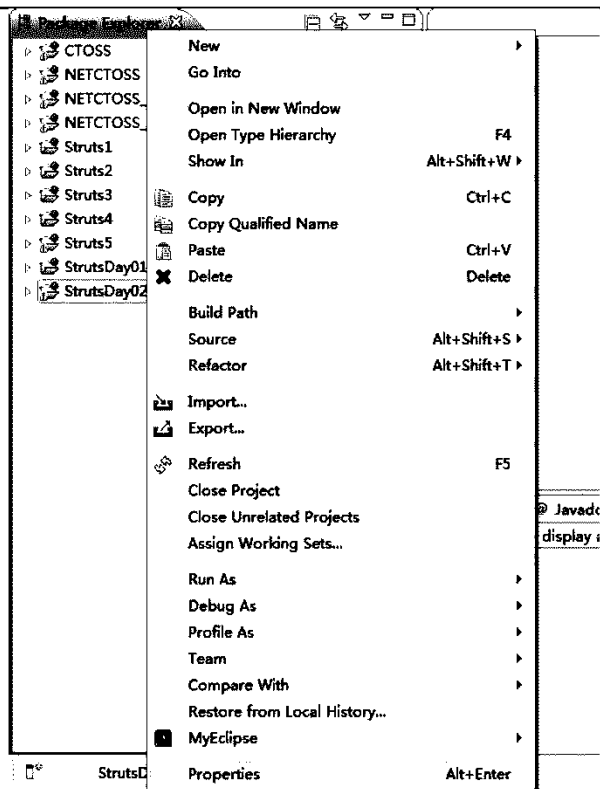 Package Explorer
CTOSS
NETCTOSS
NETCTOSS_
NETCTOSS_
Struts1
Struts2
Struts3
Struts4
Struts5
StrutsDay01
StrutsDay02
New
Go Into
Open in New Window
Open Type Hierarchy F4
Show In Alt+Shift+W
Copy Ctrl+C
Copy Qualified Name
Paste Ctrl+V
Delete Delete
Build Path
Source Alt+Shift+S
Refactor Alt+Shift+T
Import...
Export...
Refresh F5
Close Project
Close Unrelated Projects
Assign Working Sets...
Run As
Debug As
Profile As
Team
Compare With
Restore from Local History...
MyEclipse
Properties Alt+Enter
@ Javado
display a
StrutsD